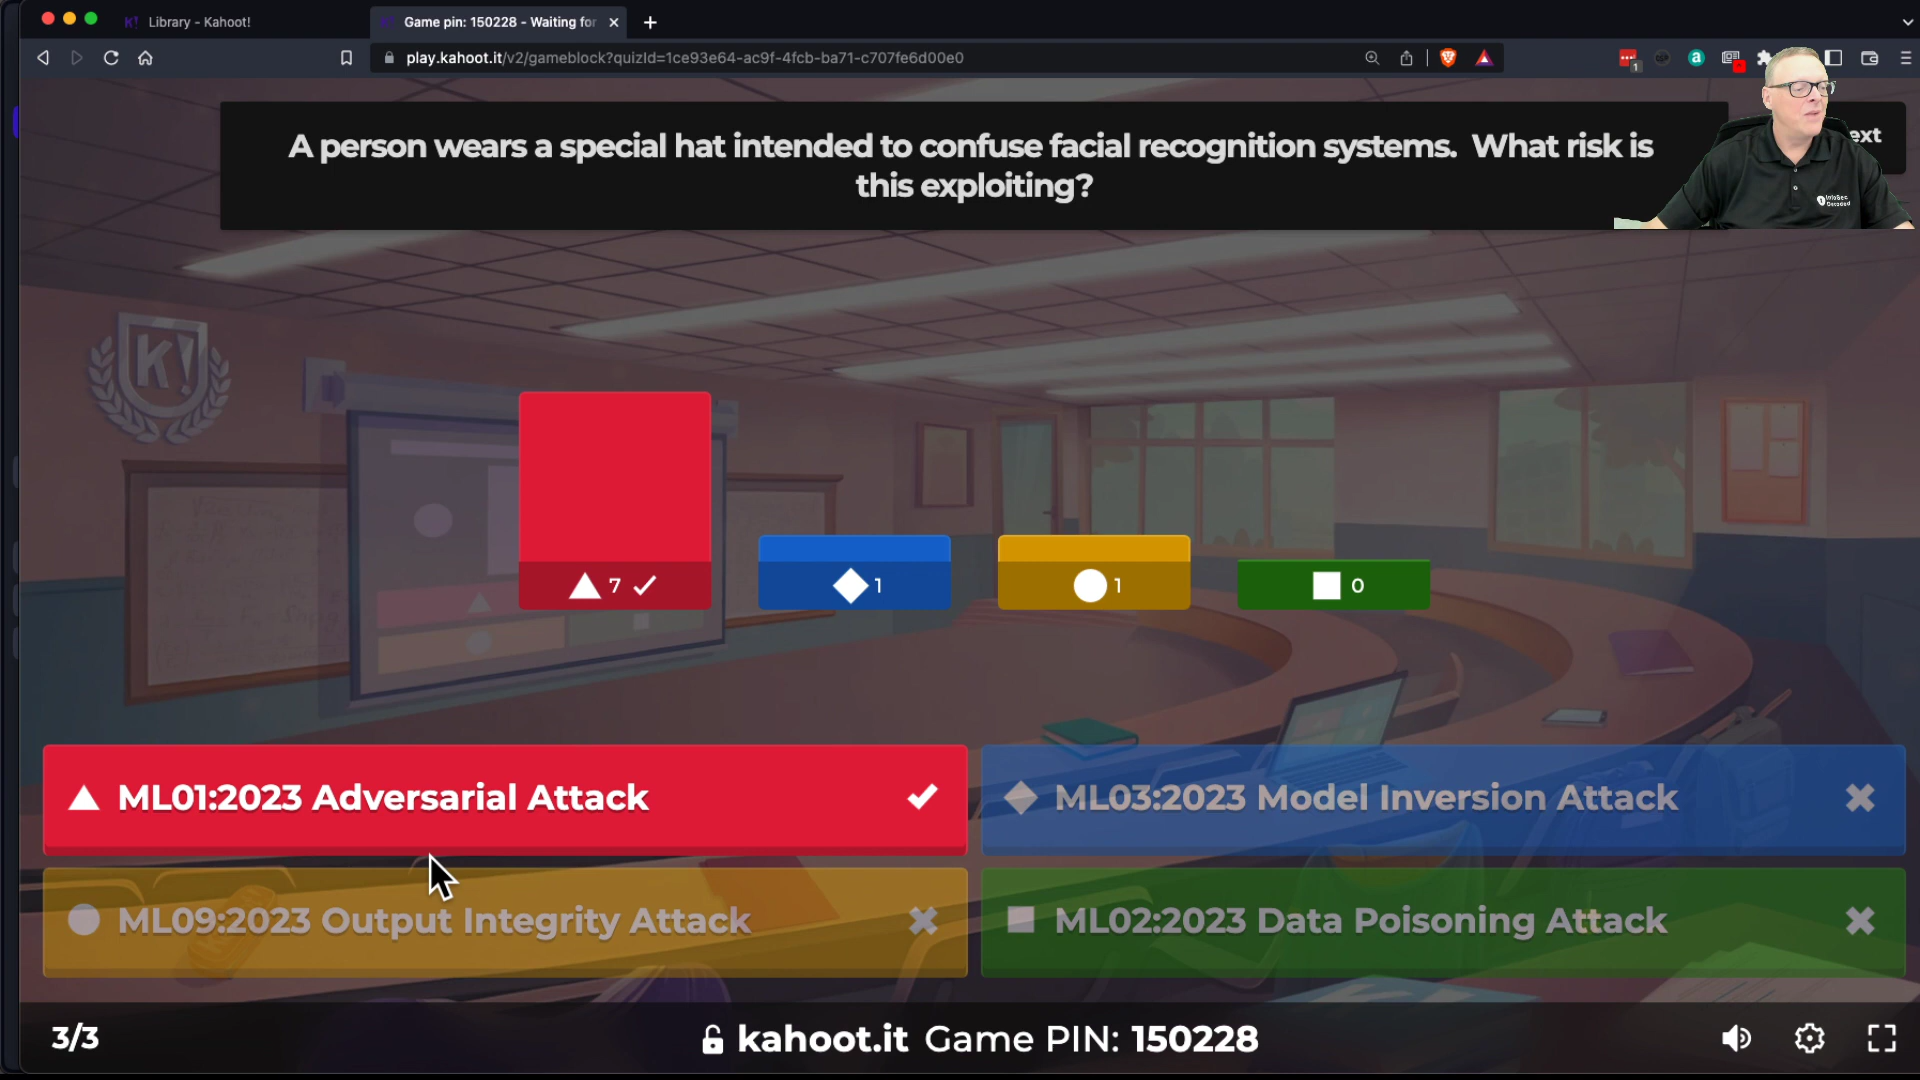 Library - Kahoot!
Game pin: 150228 - Waiting for
play.kahoot.it/v2/gameblock?quizId=1ce93e64-ac9f-4fcb-ba71-c707fe6d00e0
1
a
A person wears a special hat intended to confuse facial recognition systems. What risk is
this exploiting?
ext
InfoSec
Decoded
K!
7
1
1
0
ML01:2023 Adversarial Attack
ML03:2023 Model Inversion Attack
ML09:2023 Output Integrity Attack
ML02:2023 Data Poisoning Attack
3/3
kahoot.it Game PIN: 150228